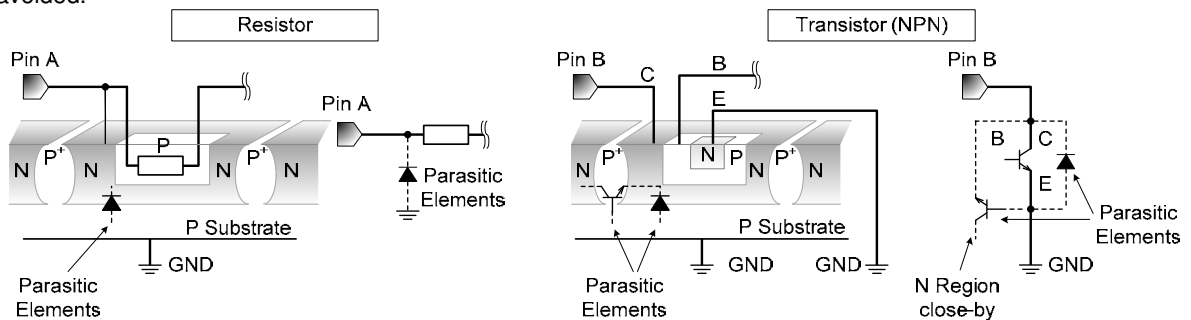 avoided.
Resistor
Transistor (NPN)
Pin A
Pin A
N P+ N P N P+ N
Parasitic
Elements
P Substrate
GND
Parasitic
Elements
Pin B
C
B
E
N P+ N N P N P+ N
P Substrate
GND
GND
Parasitic
Elements
Pin B
B
C
E
Parasitic
Elements
GND
N Region
close-by